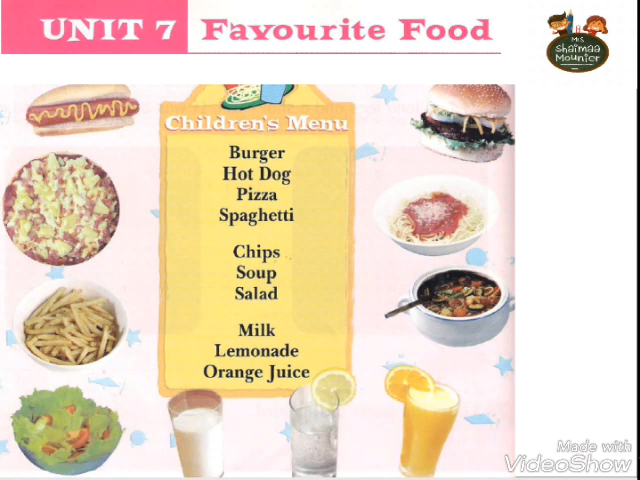 UNIT 7 Favourite Food
Mrs.
Shaimaa
Mounier
Children's Menu
Burger
Hot Dog
Pizza
Spaghetti
Chips
Soup
Salad
Milk
Lemonade
Orange Juice
Made with
VideoShow